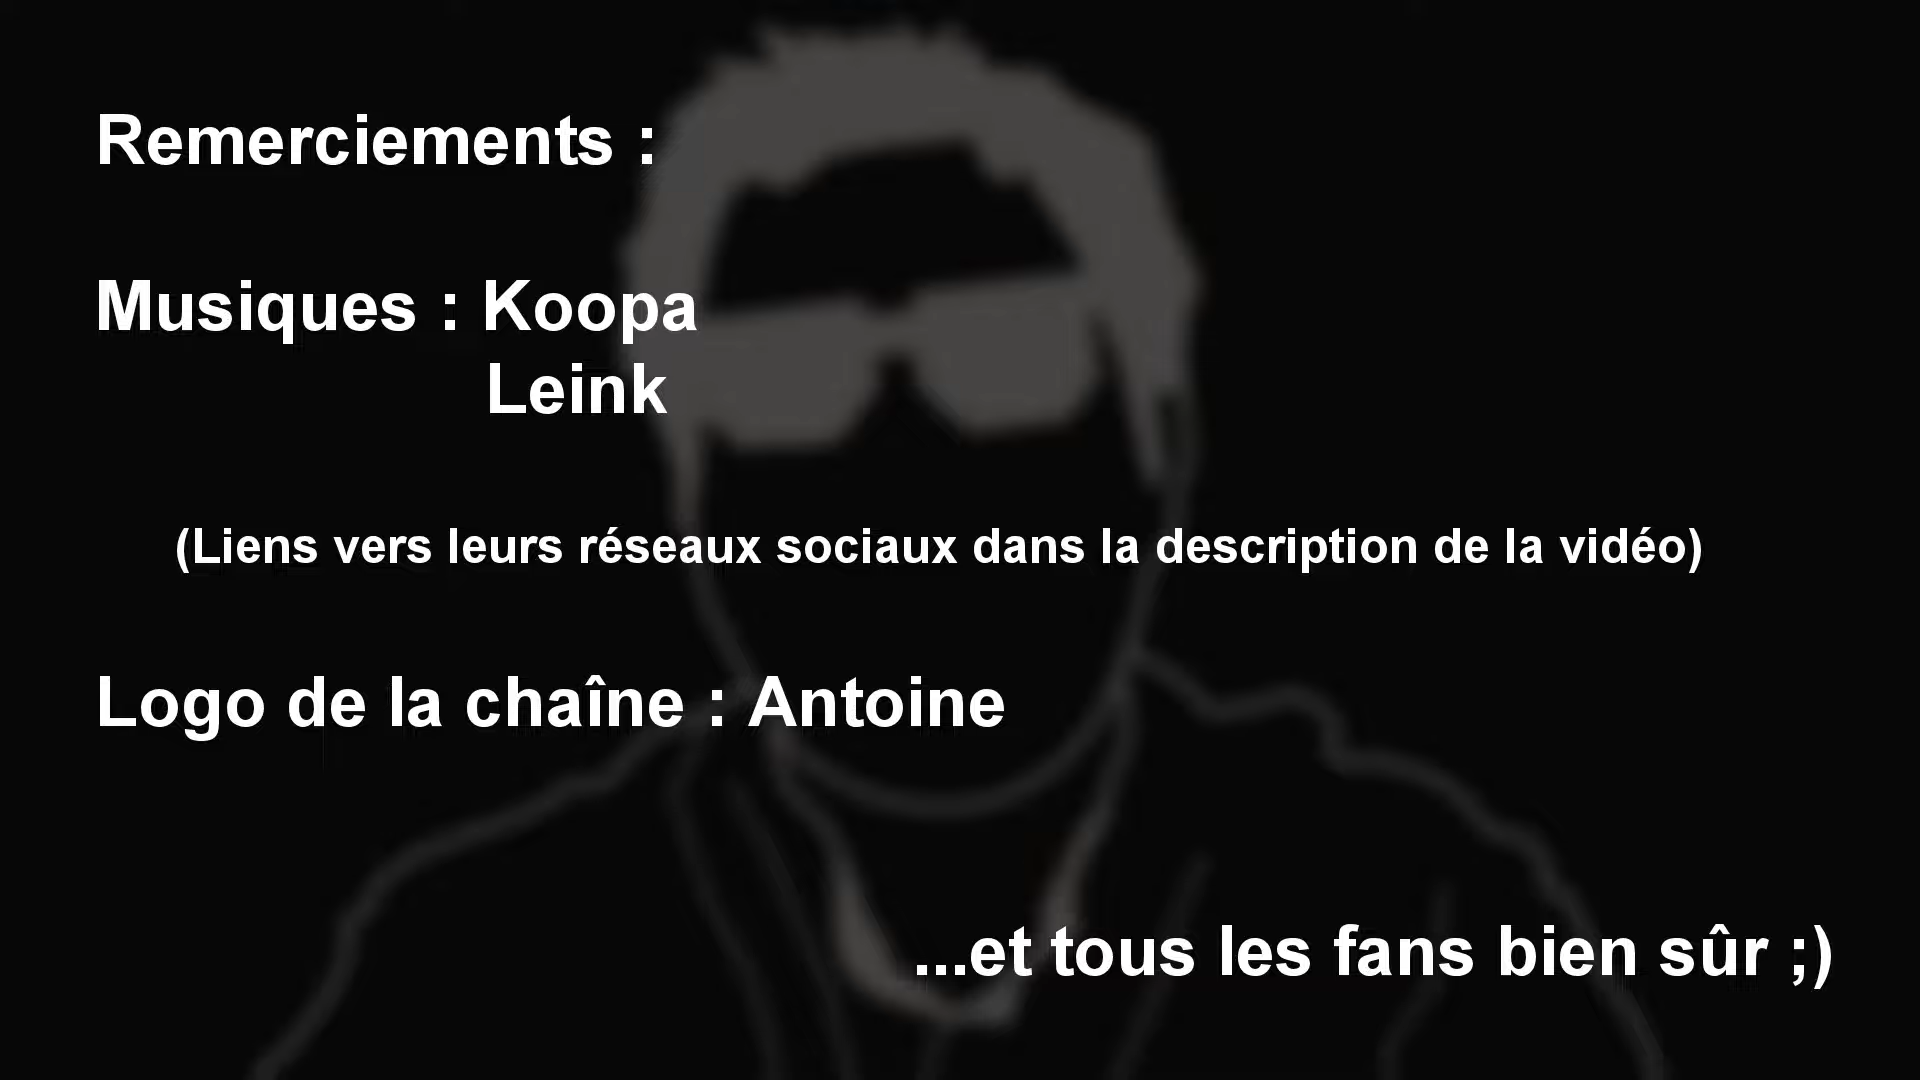 Remerciements :
Musiques : Koopa
Leink
(Liens vers leurs réseaux sociaux dans la description de la vidéo)
Logo de la chaîne : Antoine
...et tous les fans bien sûr ;)